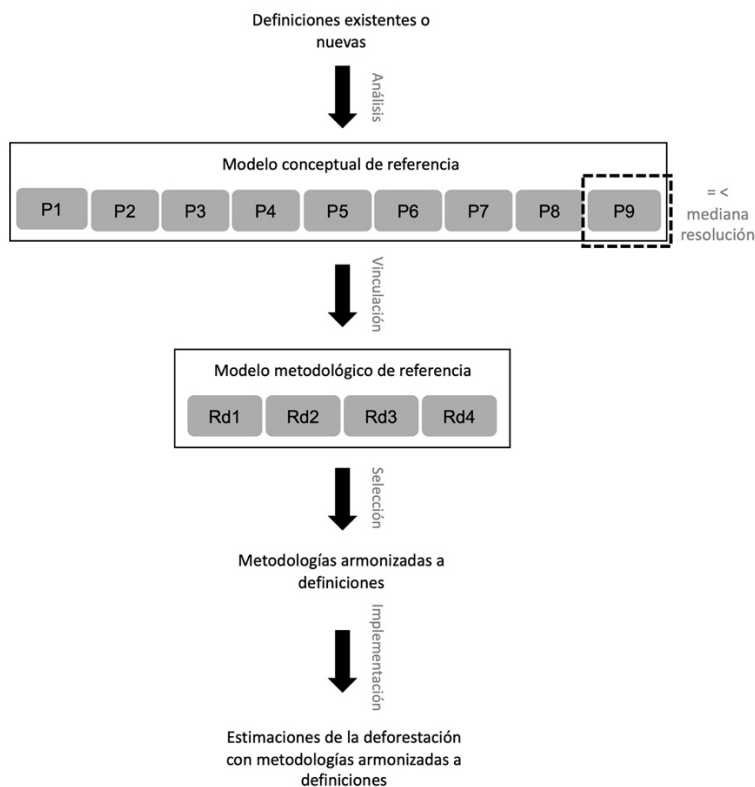 Definiciones existentes o
nuevas
Análisis
Modelo conceptual de referencia
P1 P2 P3 P4 P5 P6 P7 P8 P9
= <
mediana
resolución
Vinculación
Modelo metodológico de referencia
Rd1 Rd2 Rd3 Rd4
Selección
Metodologías armonizadas a
definiciones
Implementación
Estimaciones de la deforestación
con metodologías armonizadas a
definiciones